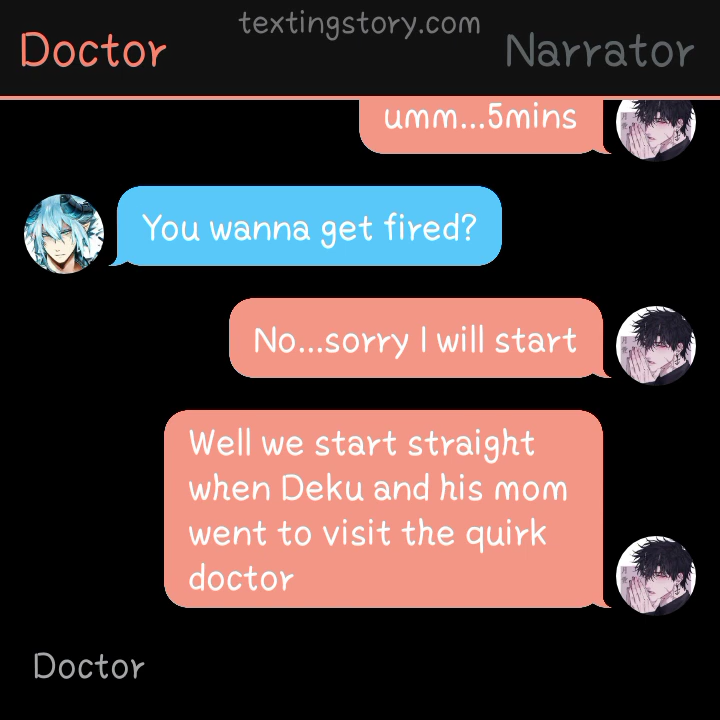 textingstory.com
Doctor
Narrator
umm...5mins
You wanna get fired?
No...sorry I will start
Well we start straight
when Deku and his mom
went to visit the quirk
doctor
Doctor